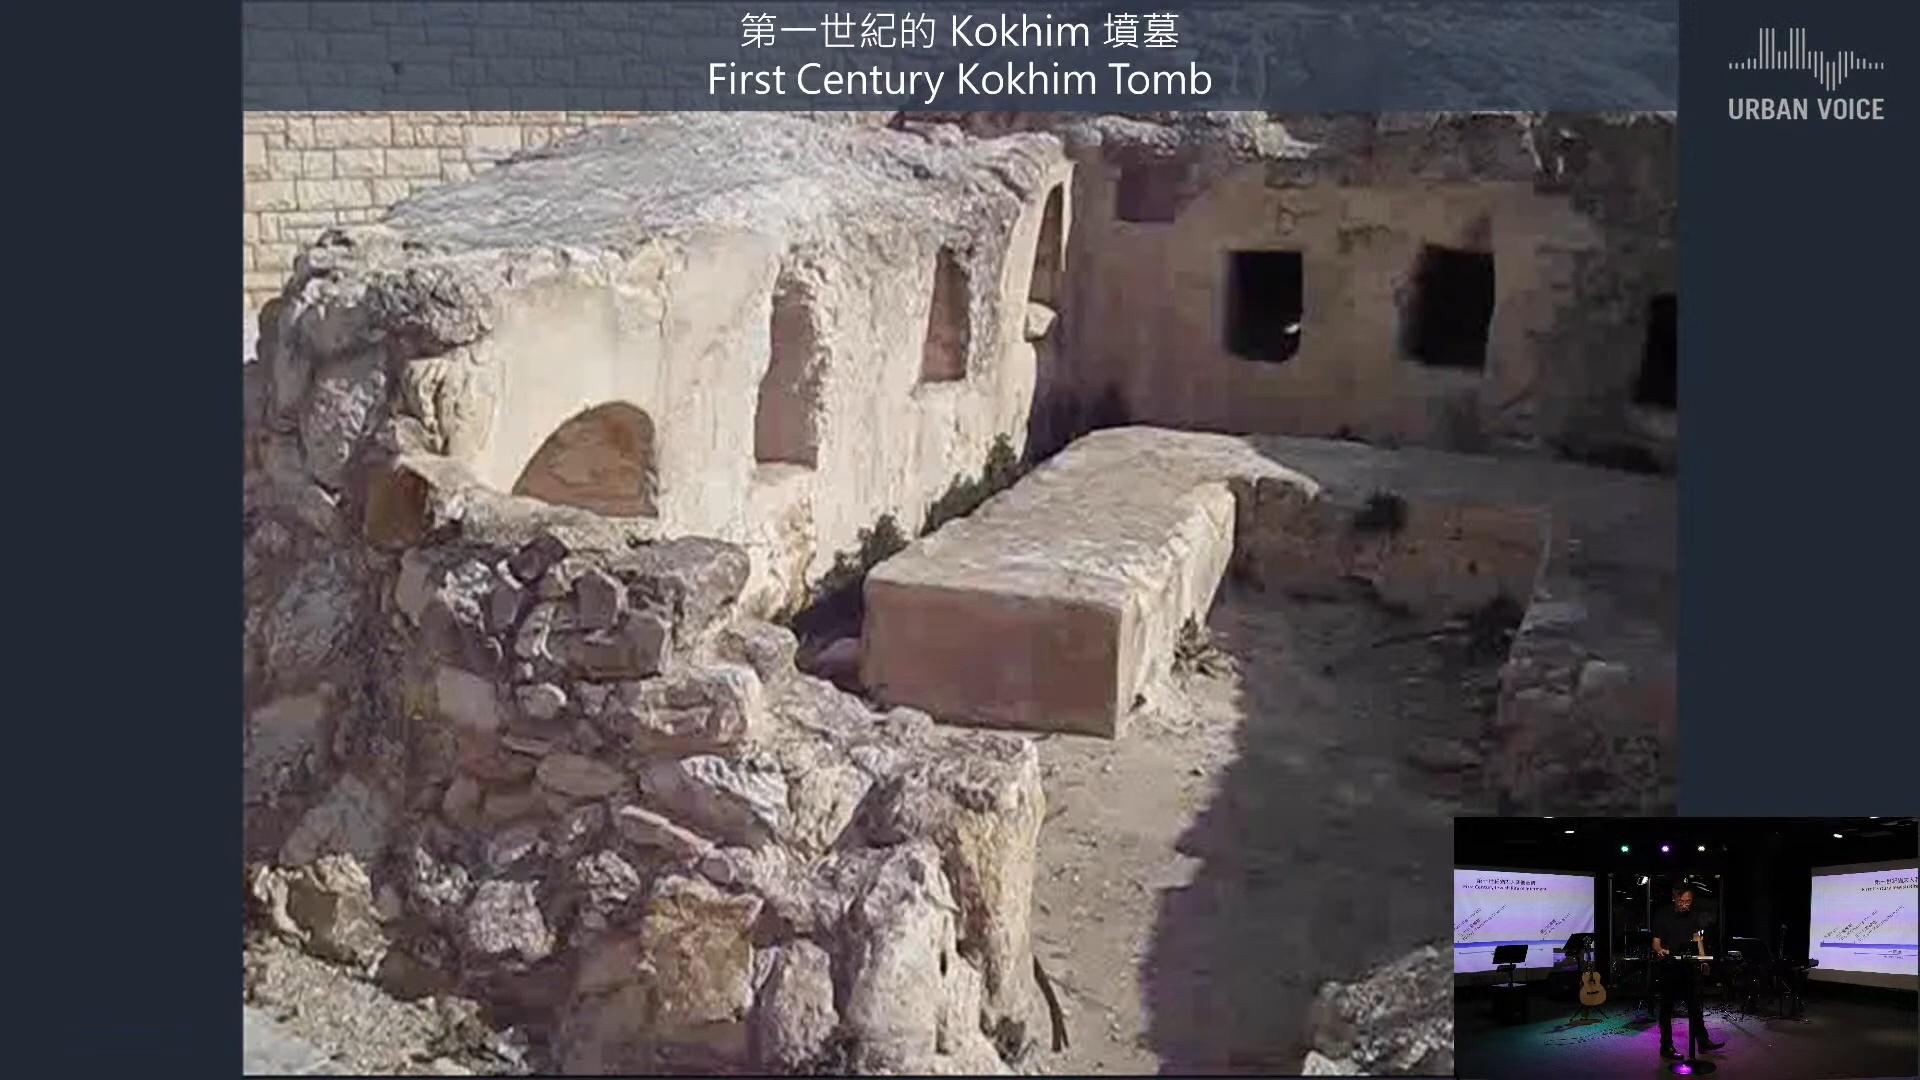 第一世紀的 Kokhim 墳墓
First Century Kokhim Tomb
URBAN VOICE